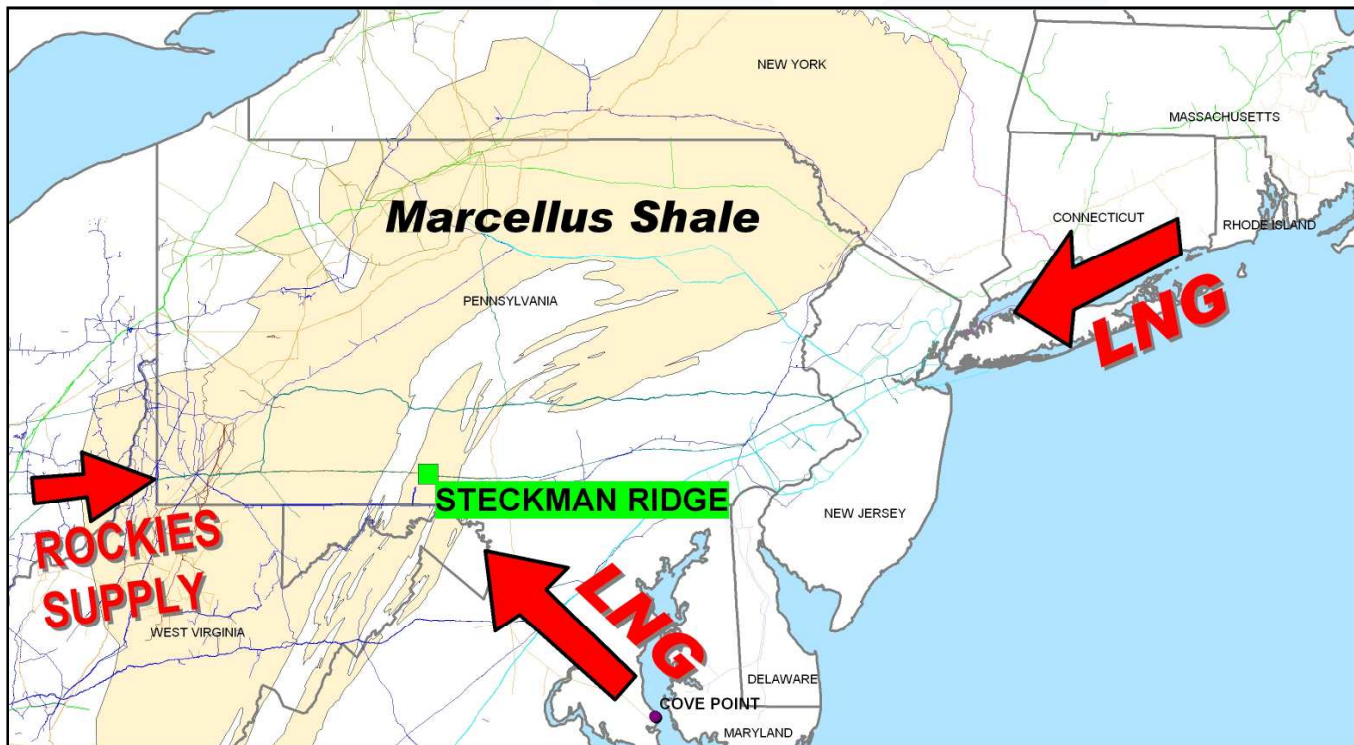 NEW YORK
MASSACHUSETTS
Marcellus Shale
CONNECTICUT
RHODE ISLAND
PENNSYLVANIA
LNG
STECKMAN RIDGE
NEW JERSEY
ROCKIES
SUPPLY
LNG
WEST VIRGINIA
DELAWARE
COVE POINT
MARYLAND